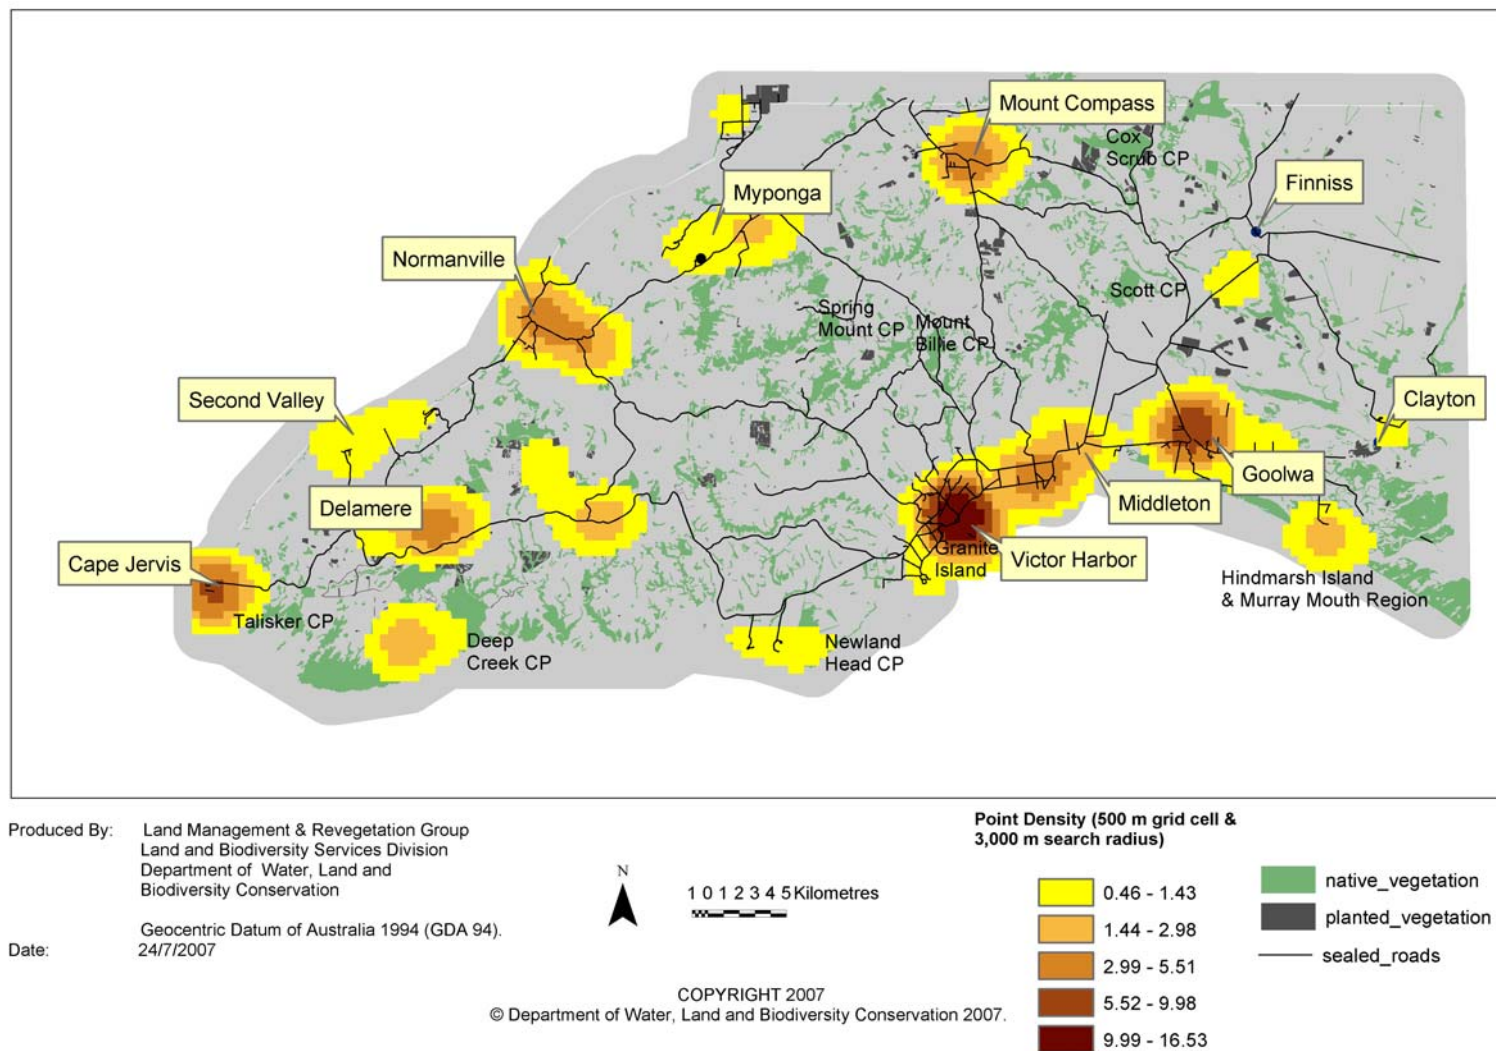 Mount Compass
Cox
Scrub CP
Finniss
Myponga
Normanville
Scott CP
Spring
Mount CP
Mount
Billie CP
Second Valley
Clayton
Goolwa
Delamere
Middleton
Cape Jervis
Victor Harbor
Granite
Island
Hindmarsh Island
& Murray Mouth Region
Talisker CP
Deep
Creek CP
Newland
Head CP
Produced By: Land Management & Revegetation Group
Land and Biodiversity Services Division
Department of Water, Land and
Biodiversity Conservation
Geocentric Datum of Australia 1994 (GDA 94).
Date: 24/7/2007
N
1 0 1 2 3 4 5 Kilometres
COPYRIGHT 2007
© Department of Water, Land and Biodiversity Conservation 2007.
Point Density (500 m grid cell &
3,000 m search radius)
0.46 - 1.43
1.44 - 2.98
2.99 - 5.51
5.52 - 9.98
9.99 - 16.53
native_vegetation
planted_vegetation
sealed_roads